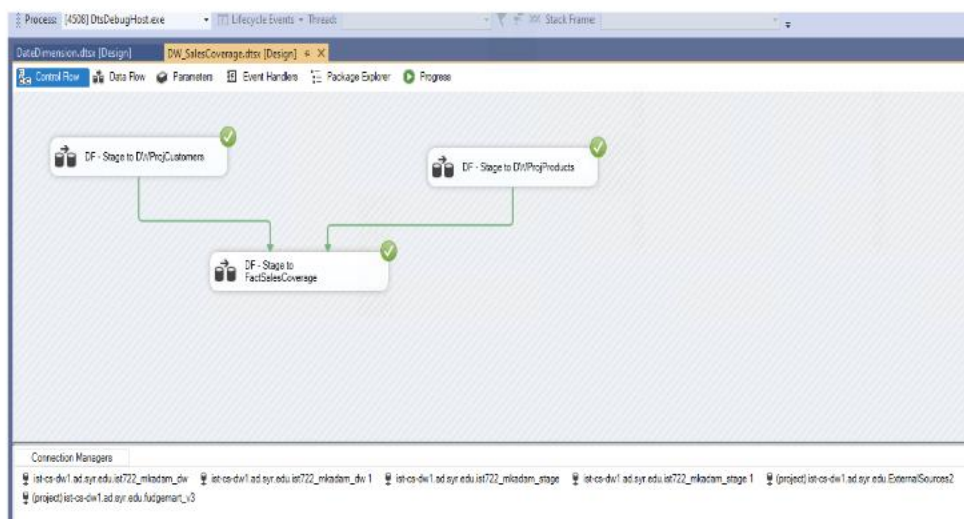 Process: [4508] DtsDebugHost.exe Lifecycle Events Thread: Stack Frame:
DateDimension.dtsx [Design] DW_SalesCoverage.dtsx [Design]
Control Flow Data Flow Parameters Event Handlers Package Explorer Progress
DF - Stage to DWProjCustomers
DF - Stage to DWProjProducts
DF - Stage to
FactSalesCoverage
Connection Managers
ist-cs-dw1.ad.syr.edu.ist722_mkadam_dw ist-cs-dw1.ad.syr.edu.ist722_mkadam_dw 1 ist-cs-dw1.ad.syr.edu.ist722_mkadam_stage ist-cs-dw1.ad.syr.edu.ist722_mkadam_stage 1 (project) ist-cs-dw1.ad.syr.edu.ExternalSources2
(project) ist-cs-dw1.ad.syr.edu.fudgemart_v3